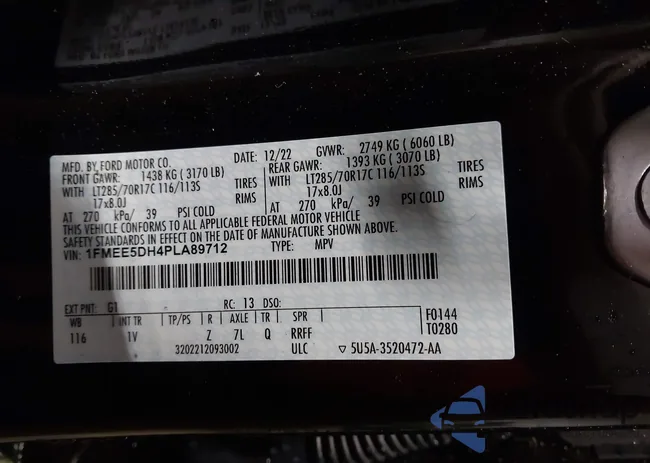 MFD. BY FORD MOTOR CO.
DATE: 12/22 GVWR: 2749 KG ( 6060 LB)
FRONT GAWR: 1438 KG ( 3170 LB) REAR GAWR: 1393 KG ( 3070 LB)
WITH LT285/70R17C 116/113S TIRES WITH LT285/70R17C 116/113S TIRES
17x8.0J RIMS 17x8.0J RIMS
AT 270 kPa/ 39 PSI COLD AT 270 kPa/ 39 PSI COLD
THIS VEHICLE CONFORMS TO ALL APPLICABLE FEDERAL MOTOR VEHICLE
SAFETY STANDARDS IN EFFECT ON THE DATE OF MANUFACTURE SHOWN ABOVE.
VIN: 1FMEE5DH4PLA89712 TYPE: MPV
EXT PNT: G1 RC: 13 DSO:
WB INT TR TP/PS R AXLE TR SPR F0144
116 1V Z 7L Q RRFF T0280
3202212093002 ULC ▽ 5U5A-3520472-AA